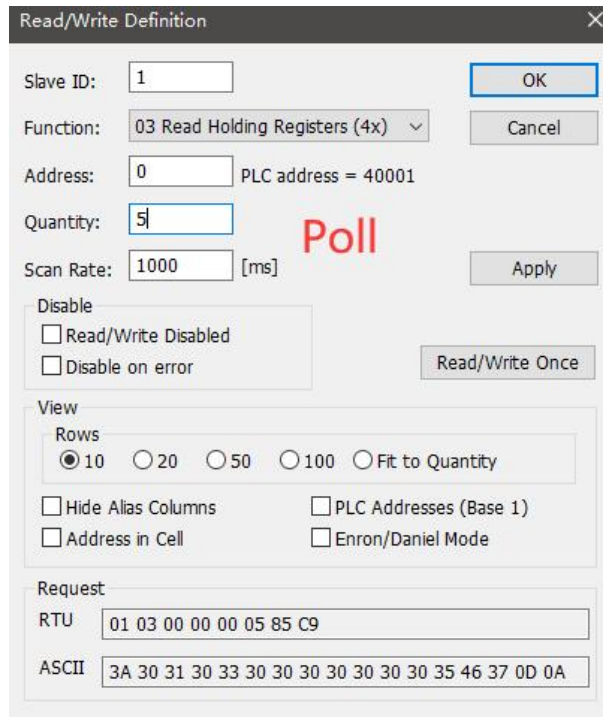 Read/Write Definition
Slave ID: 1 OK
Function: 03 Read Holding Registers (4x) Cancel
Address: 0 PLC address = 40001
Quantity: 5
Poll
Scan Rate: 1000 [ms] Apply
Disable
Read/Write Disabled
Disable on error
Read/Write Once
View
Rows
10 20 50 100 Fit to Quantity
Hide Alias Columns PLC Addresses (Base 1)
Address in Cell Enron/Daniel Mode
Request
RTU 01 03 00 00 00 05 85 C9
ASCII 3A 30 31 30 33 30 30 30 30 30 30 30 35 46 37 0D 0A